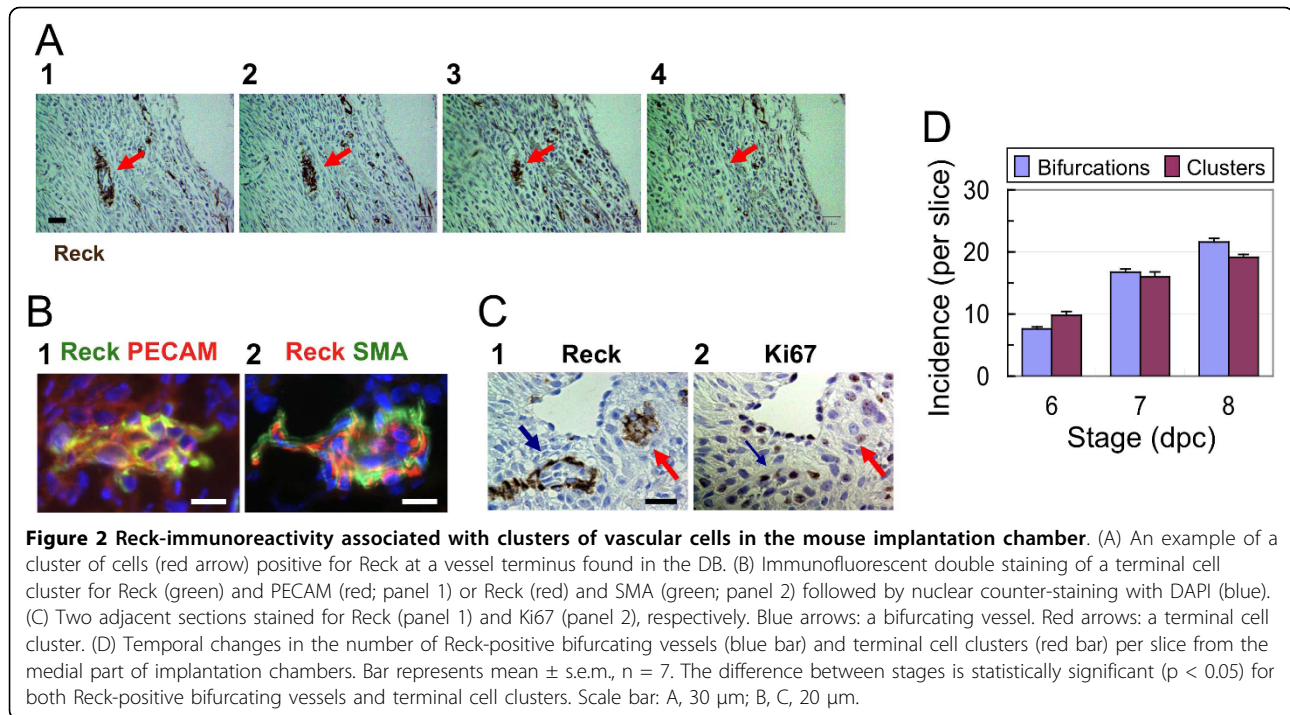 A
1 2 3 4
Reck
B
1 Reck PECAM 2 Reck SMA
C
1 Reck 2 Ki67
D
Bifurcations Clusters
Incidence (per slice)
30
20
10
0
6 7 8
Stage (dpc)
Figure 2 Reck-immunoreactivity associated with clusters of vascular cells in the mouse implantation chamber. (A) An example of a
cluster of cells (red arrow) positive for Reck at a vessel terminus found in the DB. (B) Immunofluorescent double staining of a terminal cell
cluster for Reck (green) and PECAM (red; panel 1) or Reck (red) and SMA (green; panel 2) followed by nuclear counter-staining with DAPI (blue).
(C) Two adjacent sections stained for Reck (panel 1) and Ki67 (panel 2), respectively. Blue arrows: a bifurcating vessel. Red arrows: a terminal cell
cluster. (D) Temporal changes in the number of Reck-positive bifurcating vessels (blue bar) and terminal cell clusters (red bar) per slice from the
medial part of implantation chambers. Bar represents mean ± s.e.m., n = 7. The difference between stages is statistically significant (p < 0.05) for
both Reck-positive bifurcating vessels and terminal cell clusters. Scale bar: A, 30 μm; B, C, 20 μm.